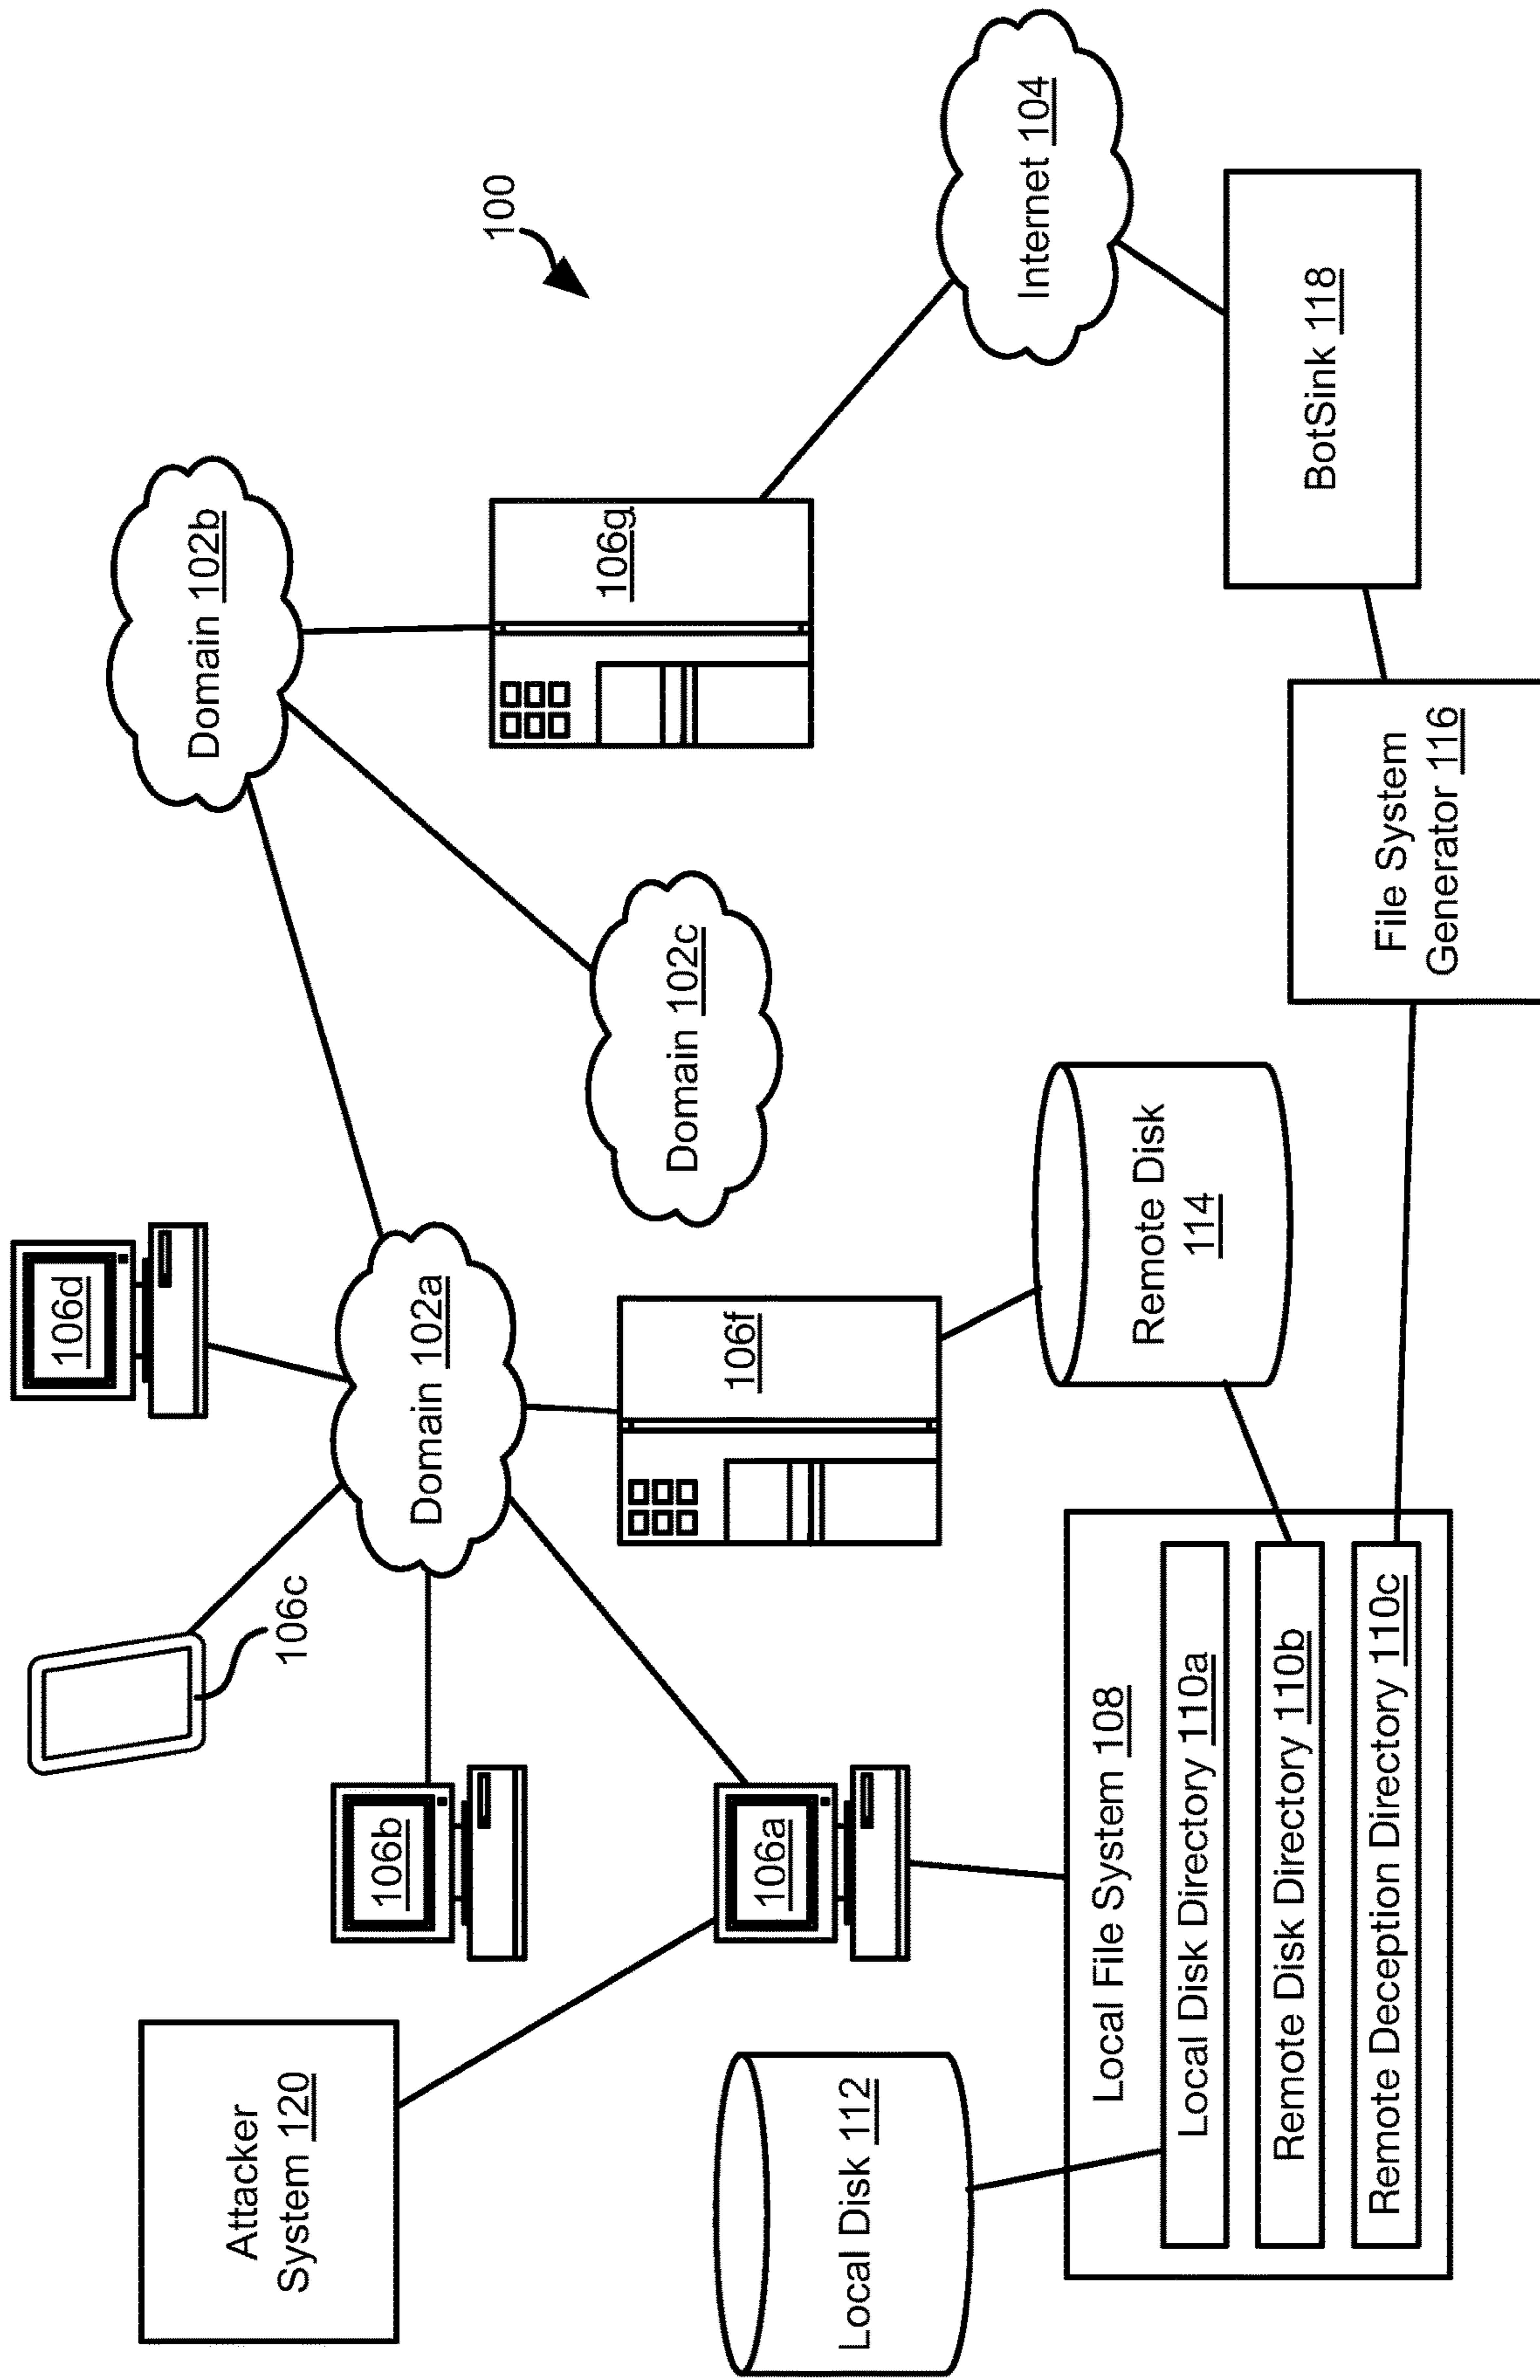 Attacker
System 120
106b
106c
106d
Domain 102a
Domain 102b
100
106a
106f
Domain 102c
106g
Internet 104
Local Disk 112
Local File System 108
Local Disk Directory 110a
Remote Disk Directory 110b
Remote Deception Directory 110c
Remote Disk
114
File System
Generator 116
BotSink 118